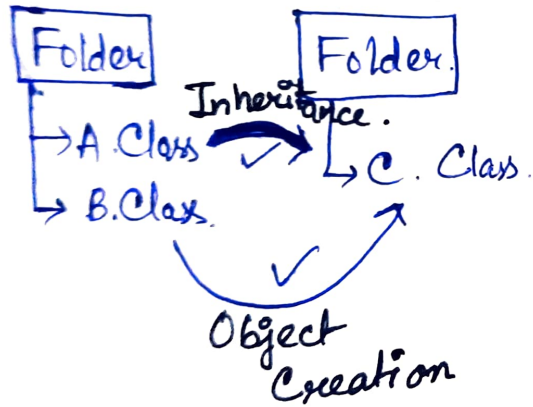 Folder
Folder.
Inheritance.
A.Class
C. Class.
B.Class.
Object
Creation